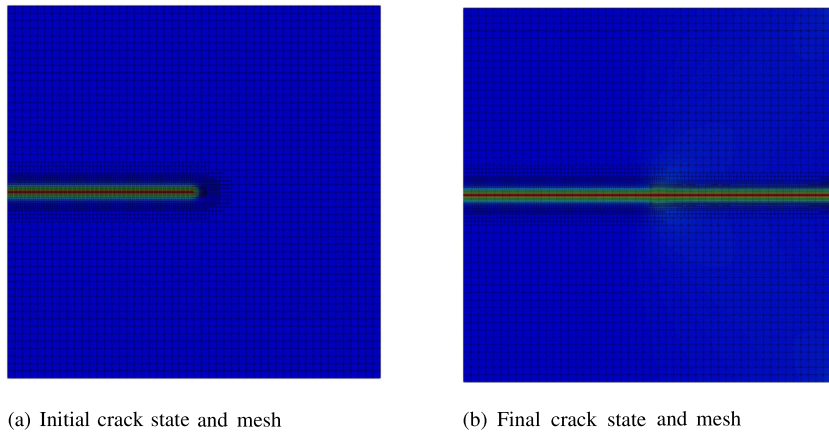 (a) Initial crack state and mesh
(b) Final crack state and mesh